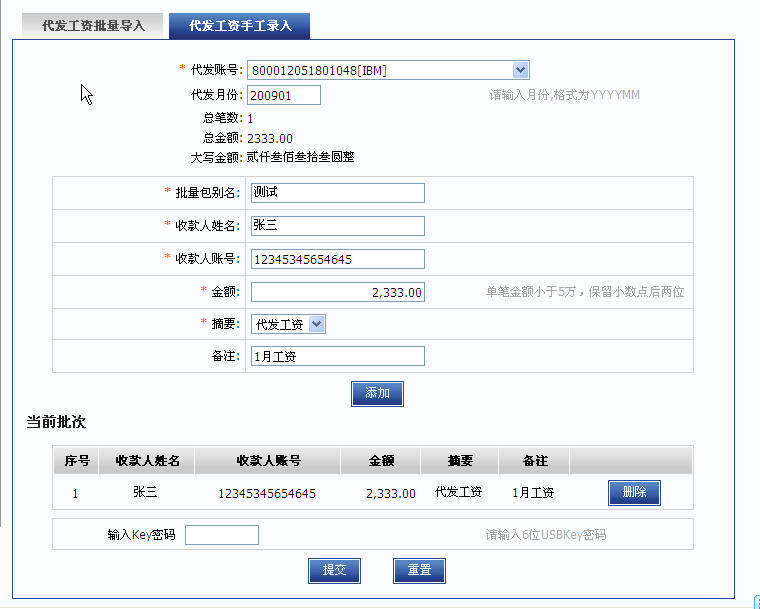 代发工资批量导入 代发工资手工录入
* 代发账号: 800012051801048[IBM]
代发月份: 200901 请输入月份,格式为YYYYMM
总笔数: 1
总金额: 2333.00
大写金额: 贰仟叁佰叁拾叁圆整
* 批量包别名: 测试
* 收款人姓名: 张三
* 收款人账号: 12345345654645
* 金额: 2,333.00 单笔金额小于5万，保留小数点后两位
* 摘要: 代发工资
备注: 1月工资
添加
当前批次
序号 收款人姓名 收款人账号 金额 摘要 备注
1 张三 12345345654645 2,333.00 代发工资 1月工资 删除
输入Key密码 请输入6位USBKey密码
提交 重置